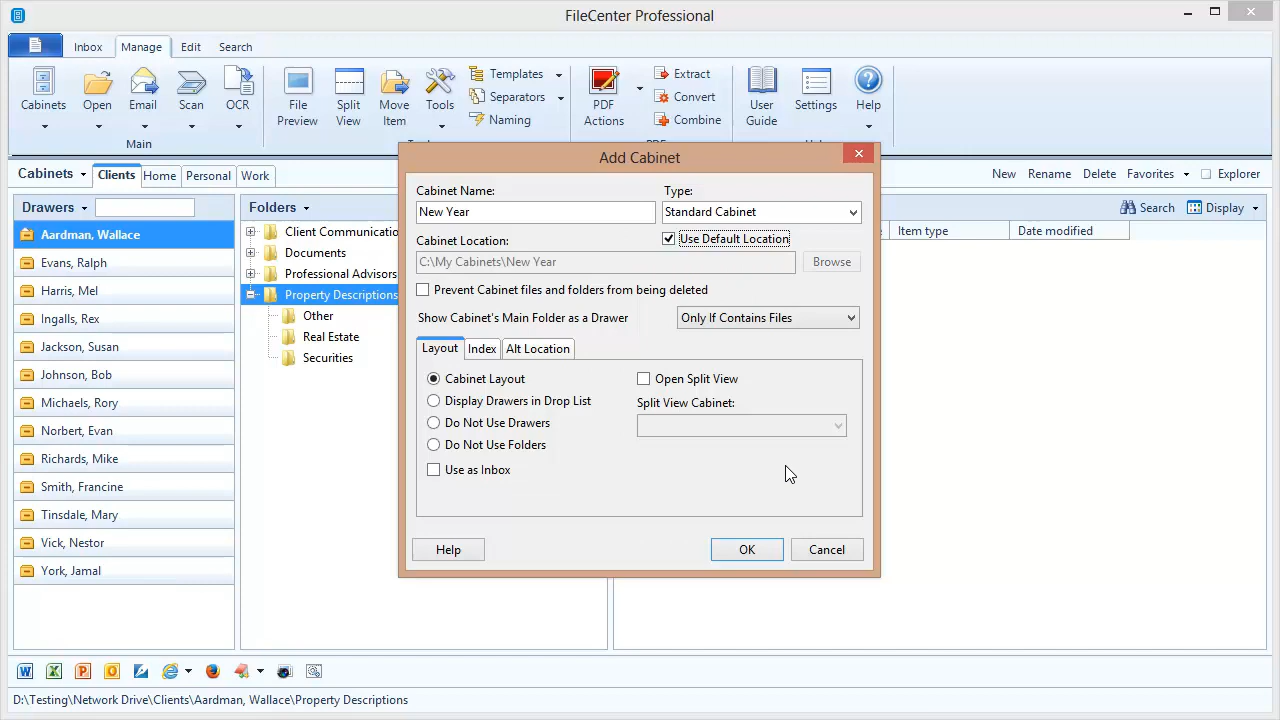 FileCenter Professional
Inbox Manage Edit Search
Cabinets Open Email Scan OCR
Main
File Preview Split View Move Item Tools
Templates
Separators
Naming
PDF Actions
Extract
Convert
Combine
User Guide Settings Help
Cabinets Clients Home Personal Work
New Rename Delete Favorites Explorer
Drawers
Folders
Search Display
Item type Date modified
Aardman, Wallace
Evans, Ralph
Harris, Mel
Ingalls, Rex
Jackson, Susan
Johnson, Bob
Michaels, Rory
Norbert, Evan
Richards, Mike
Smith, Francine
Tinsdale, Mary
Vick, Nestor
York, Jamal
Client Communicatio
Documents
Professional Advisors
Property Descriptions
Other
Real Estate
Securities
Add Cabinet
Cabinet Name: Type:
New Year Standard Cabinet
Cabinet Location: Use Default Location
C:\My Cabinets\New Year Browse
Prevent Cabinet files and folders from being deleted
Show Cabinet's Main Folder as a Drawer Only If Contains Files
Layout Index Alt Location
Cabinet Layout Open Split View
Display Drawers in Drop List Split View Cabinet:
Do Not Use Drawers
Do Not Use Folders
Use as Inbox
Help OK Cancel
D:\Testing\Network Drive\Clients\Aardman, Wallace\Property Descriptions